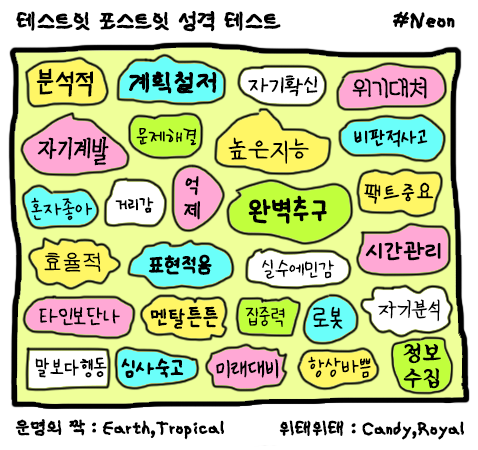 테스트잇 포스트잇 성격 테스트 #Neon
분석적 계획철저 자기확신 위기대처
자기계발 문제해결 높은지능 비판적사고
혼자좋아 거리감 억제 완벽추구 팩트중요
효율적 표현적음 실수에민감 시간관리
타인보단나 멘탈튼튼 집중력 로봇 자기분석
말보다행동 심사숙고 미래대비 항상바쁨 정보수집
운명의 짝 : Earth,Tropical 위태위태 : Candy,Royal